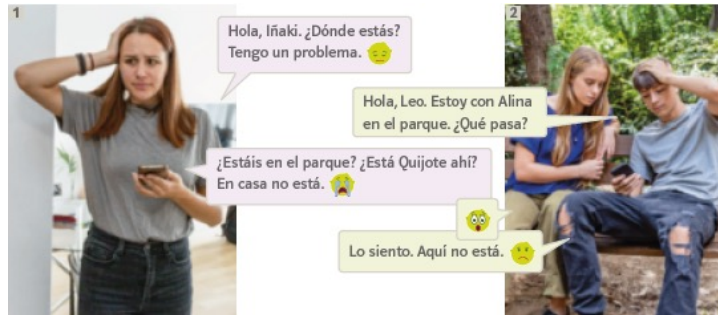 1
Hola, Iñaki. ¿Dónde estás?
Tengo un problema.
2
Hola, Leo. Estoy con Alina
en el parque. ¿Qué pasa?
¿Estáis en el parque? ¿Está Quijote ahí?
En casa no está.
Lo siento. Aquí no está.